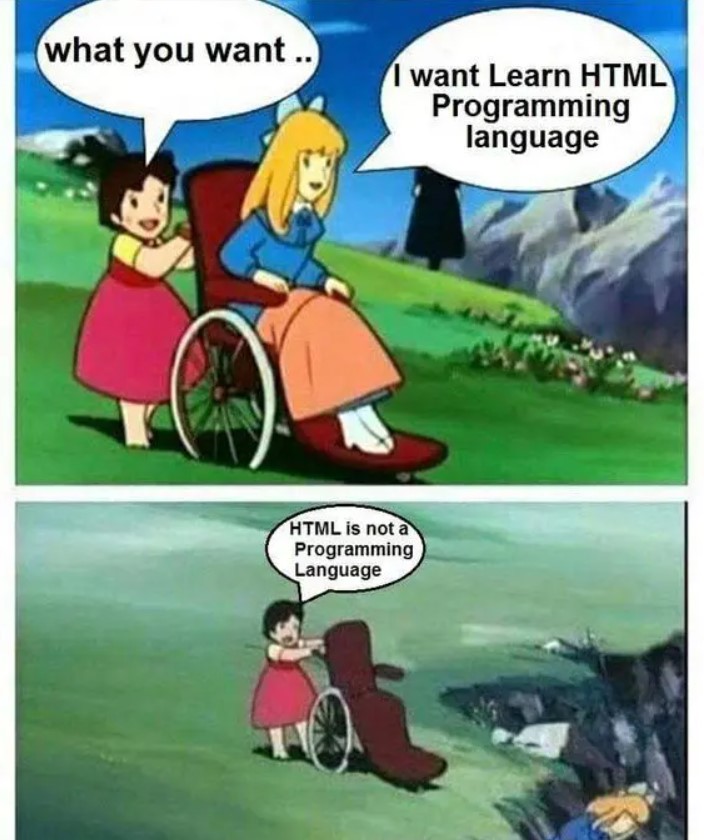 what you want ..
I want Learn HTML
Programming
language
HTML is not a
Programming
Language